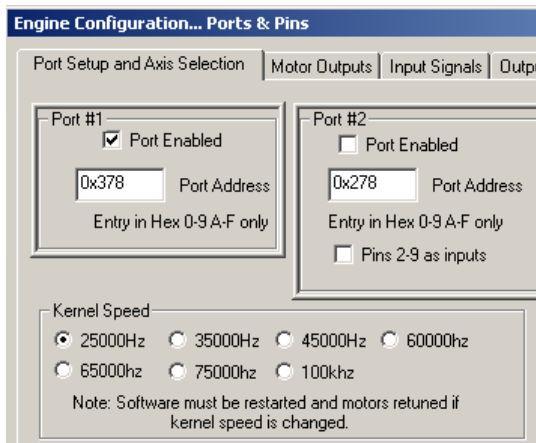 Engine Configuration... Ports & Pins
Port Setup and Axis Selection Motor Outputs Input Signals Outp
Port #1
Port Enabled
0x378 Port Address
Entry in Hex 0-9 A-F only
Port #2
Port Enabled
0x278 Port Address
Entry in Hex 0-9 A-F only
Pins 2-9 as inputs
Kernel Speed
25000Hz 35000Hz 45000Hz 60000hz
65000hz 75000hz 100khz
Note: Software must be restarted and motors retuned if
kernel speed is changed.